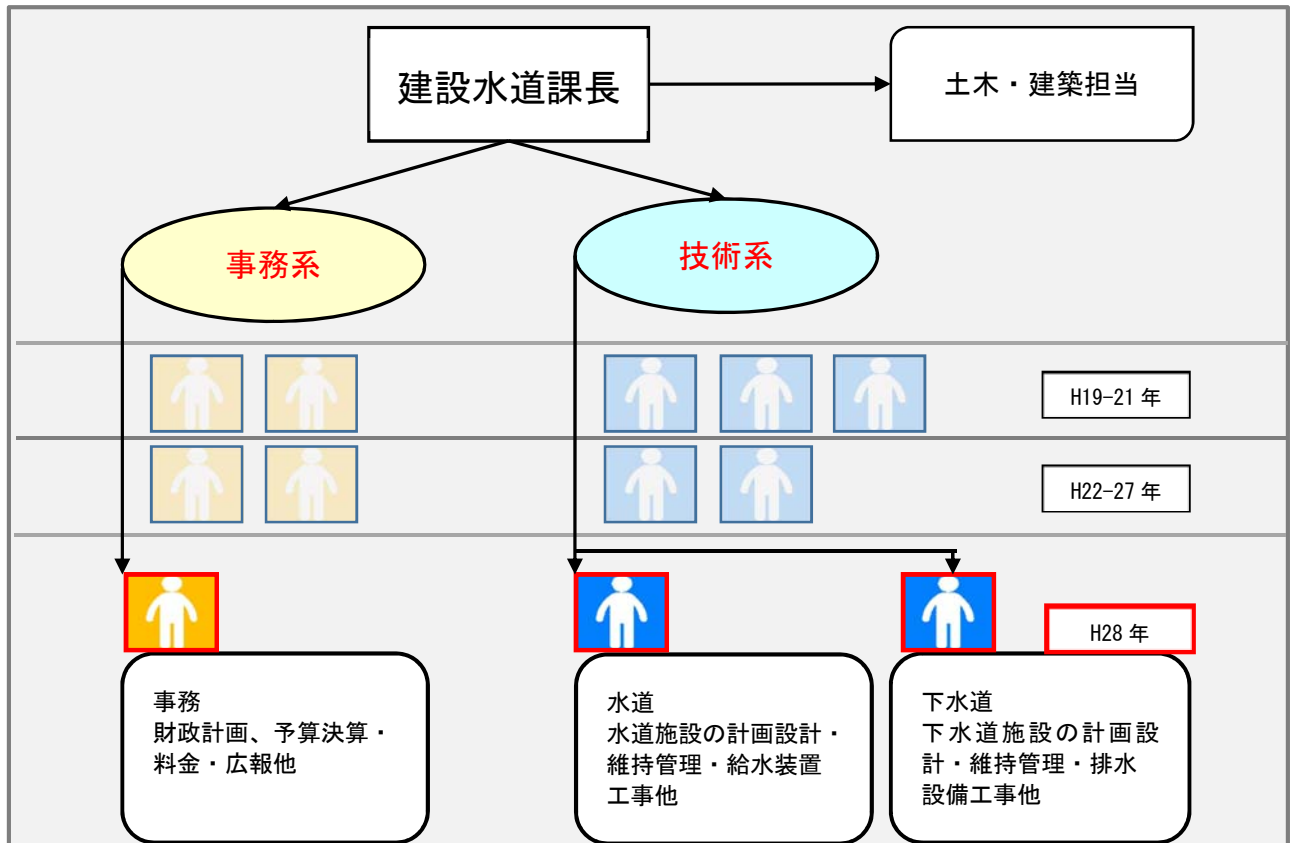 建設水道課長
土木・建築担当
事務系
技術系
H19-21 年
H22-27 年
H28 年
事務
財政計画、予算決算・
料金・広報他
水道
水道施設の計画設計・
維持管理・給水装置
工事他
下水道
下水道施設の計画設
計・維持管理・排水
設備工事他